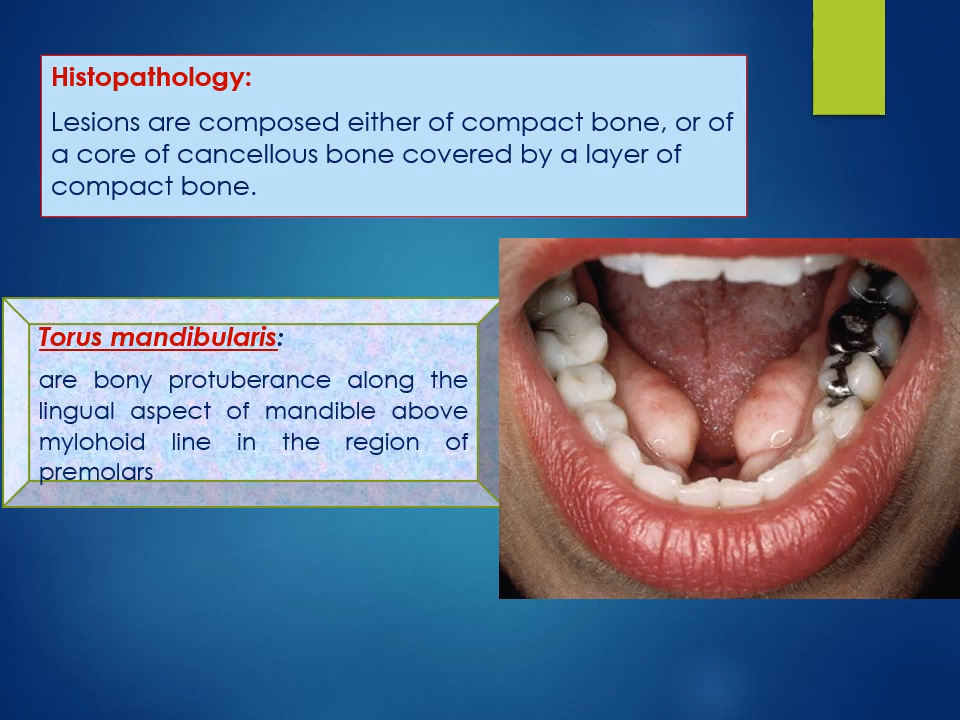 Histopathology:
Lesions are composed either of compact bone, or of
a core of cancellous bone covered by a layer of
compact bone.
Torus mandibularis:
are bony protuberance along the
lingual aspect of mandible above
mylohoid line in the region of
premolars